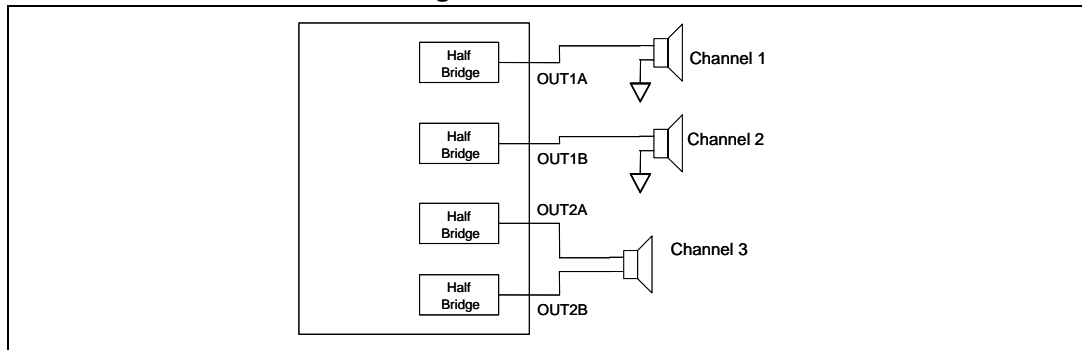 Half
Bridge
OUT1A
Channel 1
Half
Bridge
OUT1B
Channel 2
Half
Bridge
OUT2A
Channel 3
Half
Bridge
OUT2B